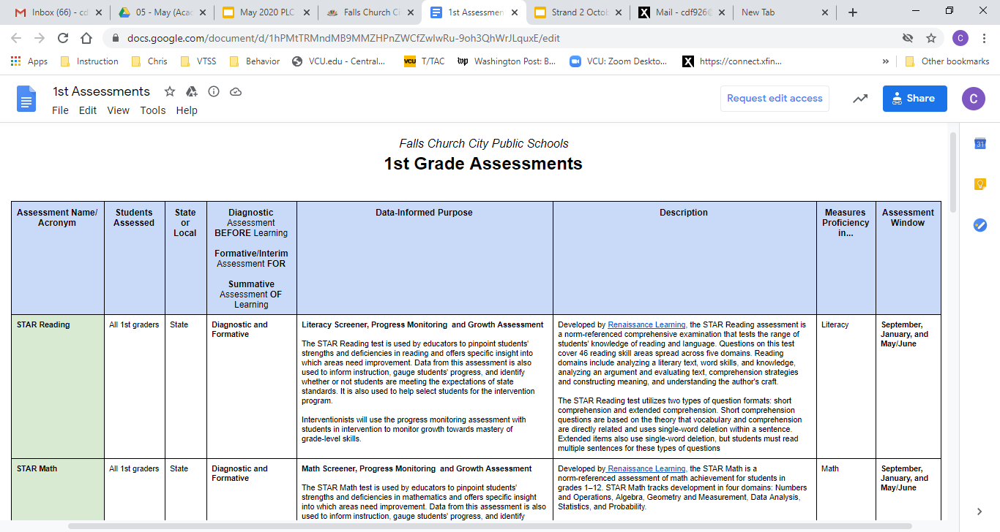 Inbox (66) - cd
05 - May (Acad
May 2020 PLC
Falls Church Ci
1st Assessmen
Strand 2 Octob
Mail - cdf926@
New Tab
docs.google.com/document/d/1hPMtTRMndMB9MMZHPnZWCfZwlwRu-9oh3QhWrJLquxE/edit
C
Apps
Instruction
Chris
VTSS
Behavior
VCU.edu - Central...
VCU
T/TAC
wp
Washington Post: B...
VCU: Zoom Deskto...
https://connect.xfin...
»
Other bookmarks
1st Assessments
File Edit View Tools Help
Request edit access
Share
C
31
Falls Church City Public Schools
1st Grade Assessments
Assessment Name/
Acronym
Students
Assessed
State
or
Local
Diagnostic
Assessment
BEFORE Learning
Formative/Interim
Assessment FOR
Summative
Assessment OF
Learning
Data-Informed Purpose
Description
Measures
Proficiency
in...
Assessment
Window
STAR Reading
All 1st graders
State
Diagnostic and
Formative
Literacy Screener, Progress Monitoring and Growth Assessment
The STAR Reading test is used by educators to pinpoint students'
strengths and deficiencies in reading and offers specific insight into
which areas need improvement. Data from this assessment is also
used to inform instruction, gauge students' progress, and identify
whether or not students are meeting the expectations of state
standards. It is also used to help select students for the intervention
program.
Interventionists will use the progress monitoring assessment with
students in intervention to monitor growth towards mastery of
grade-level skills.
Developed by Renaissance Learning, the STAR Reading assessment is
a norm-referenced comprehensive examination that tests the range of
students' knowledge of reading and language. Questions on this test
cover 46 reading skill areas spread across five domains. Reading
domains include analyzing a literary text, word skills, and knowledge,
analyzing an argument and evaluating text, comprehension strategies
and constructing meaning, and understanding the author's craft.
The STAR Reading test utilizes two types of question formats: short
comprehension and extended comprehension. Short comprehension
questions are based on the theory that vocabulary and comprehension
are directly related and uses single-word deletion within a sentence.
Extended items also use single-word deletion, but students must read
multiple sentences for these types of questions
Literacy
September,
January, and
May/June
STAR Math
All 1st graders
State
Diagnostic and
Formative
Math Screener, Progress Monitoring and Growth Assessment
The STAR Math test is used by educators to pinpoint students'
strengths and deficiencies in mathematics and offers specific insight
into which areas need improvement. Data from this assessment is also
used to inform instruction, gauge students' progress, and identify
Developed by Renaissance Learning, the STAR Math is a
norm-referenced assessment of math achievement for students in
grades 1–12. STAR Math tracks development in four domains: Numbers
and Operations, Algebra, Geometry and Measurement, Data Analysis,
Statistics, and Probability.
Math
September,
January, and
May/June